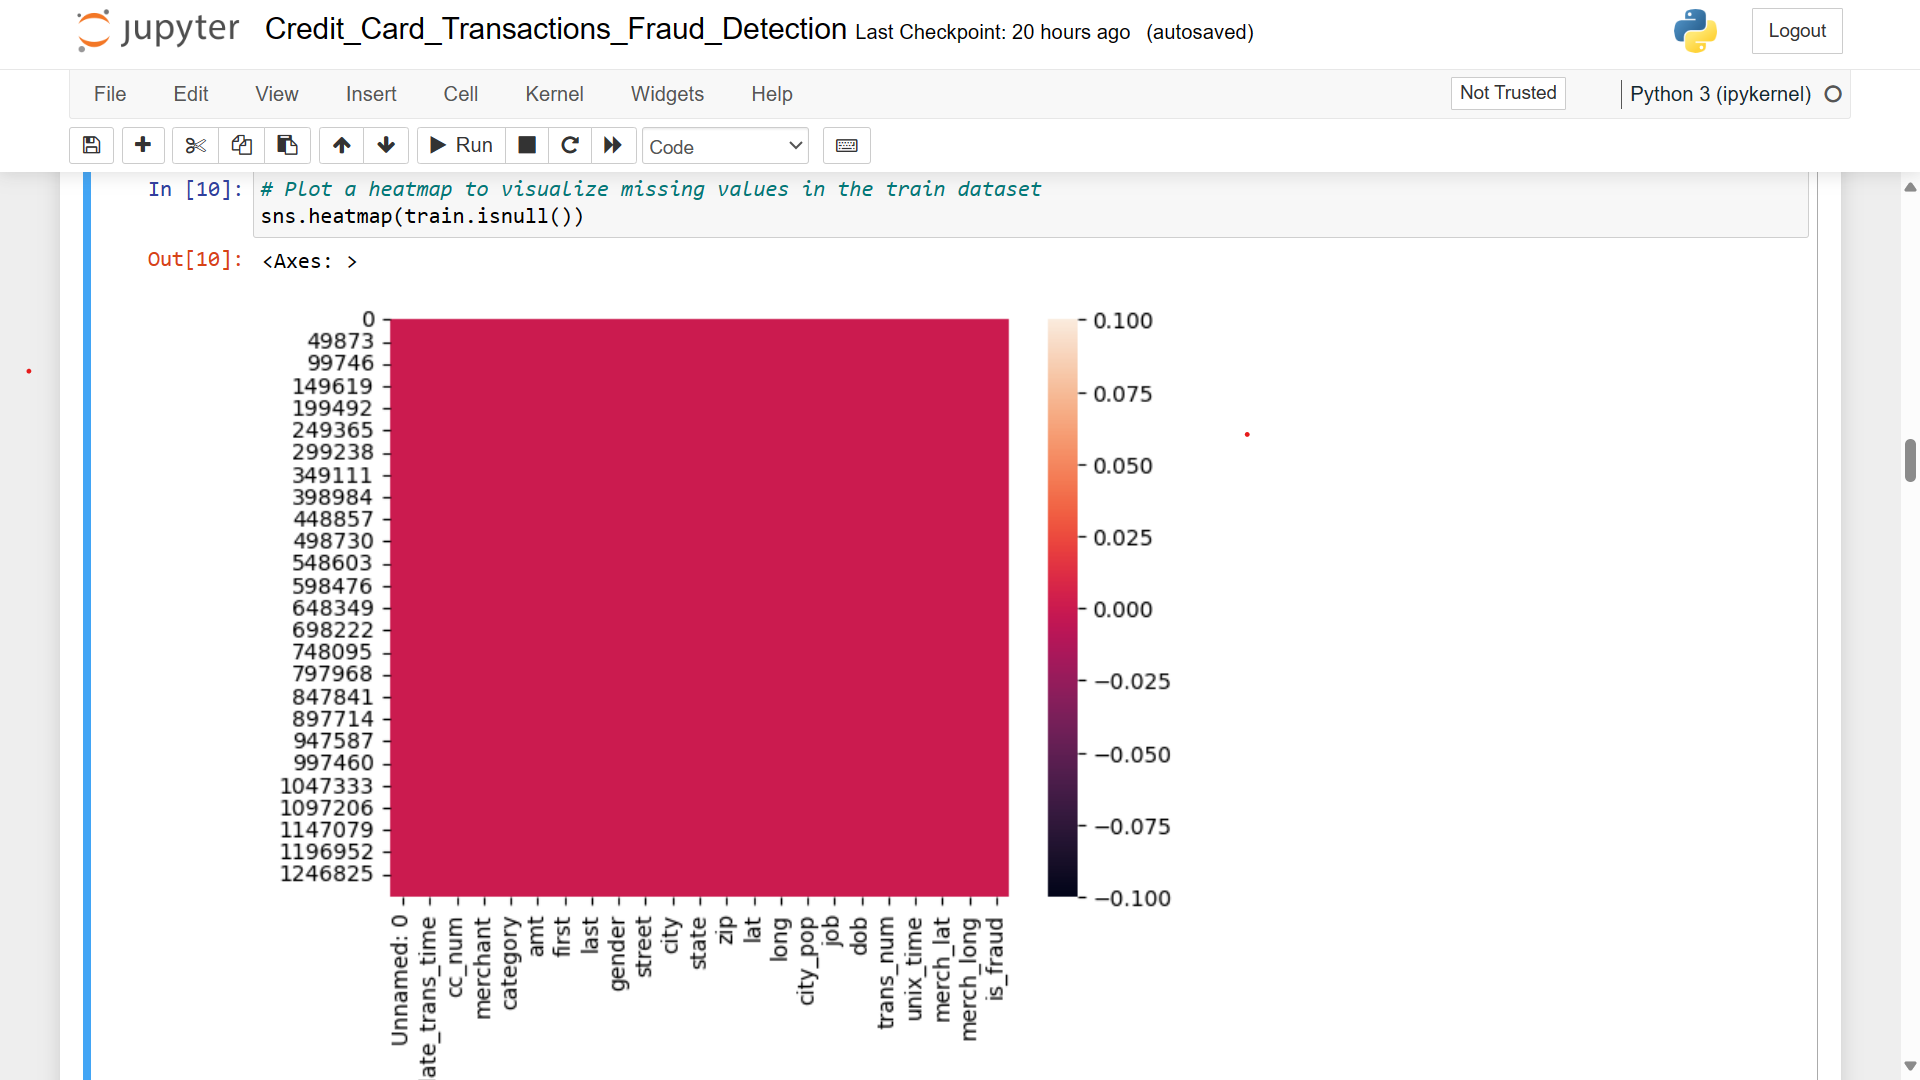 jupyter Credit_Card_Transactions_Fraud_Detection Last Checkpoint: 20 hours ago (autosaved) Logout
File Edit View Insert Cell Kernel Widgets Help Not Trusted Python 3 (ipykernel)
Run Code
In [10]: # Plot a heatmap to visualize missing values in the train dataset
sns.heatmap(train.isnull())
Out[10]: <Axes: >
0
49873
99746
149619
199492
249365
299238
349111
398984
448857
498730
548603
598476
648349
698222
748095
797968
847841
897714
947587
997460
1047333
1097206
1147079
1196952
1246825
0.100
0.075
0.050
0.025
0.000
−0.025
−0.050
−0.075
−0.100
Unnamed: 0
ate_trans_time
cc_num
merchant
category
amt
first
last
gender
street
city
state
zip
lat
long
city_pop
job
dob
trans_num
unix_time
merch_lat
merch_long
is_fraud